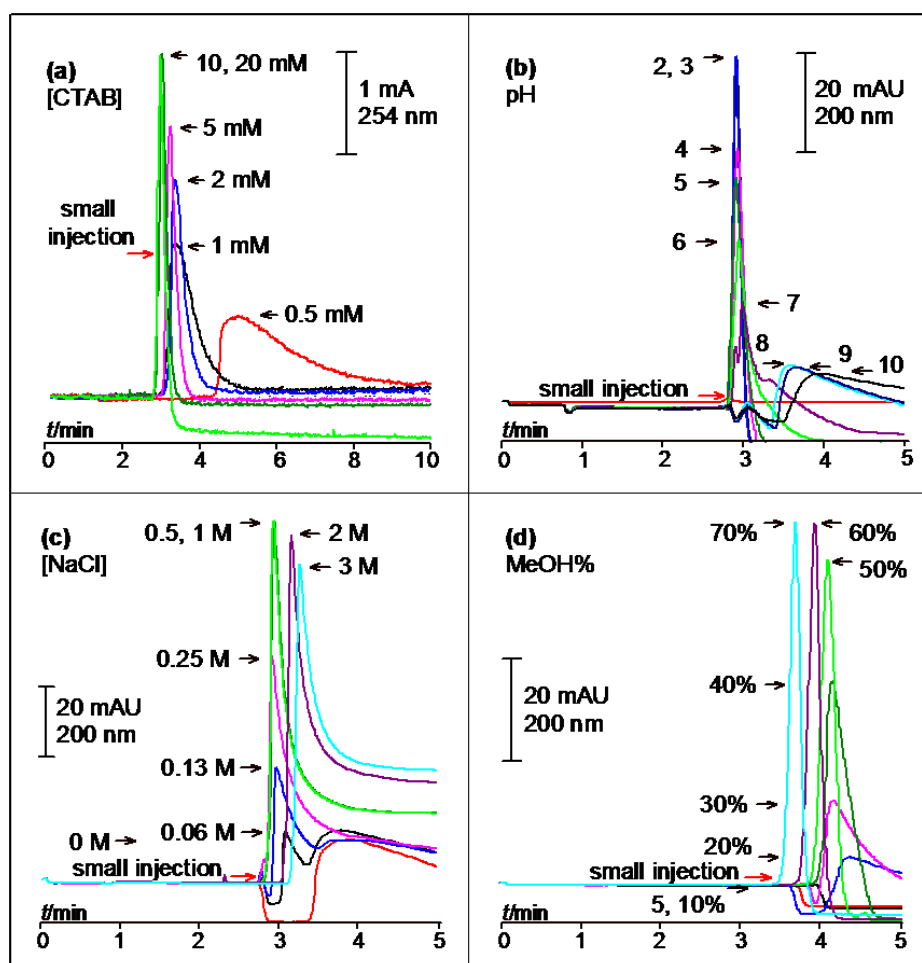 (a)
[CTAB]
10, 20 mM
1 mA
254 nm
5 mM
2 mM
small
injection
1 mM
0.5 mM
t/min
0 2 4 6 8 10
(b)
pH
2, 3
20 mAU
200 nm
4
5
6
7
8
9
10
small injection
t/min
0 1 2 3 4 5
(c)
[NaCl]
0.5, 1 M
2 M
3 M
0.25 M
20 mAU
200 nm
0.13 M
0 M
0.06 M
small injection
t/min
0 1 2 3 4 5
(d)
MeOH%
70%
60%
50%
20 mAU
200 nm
40%
30%
20%
small injection
5, 10%
t/min
0 1 2 3 4 5